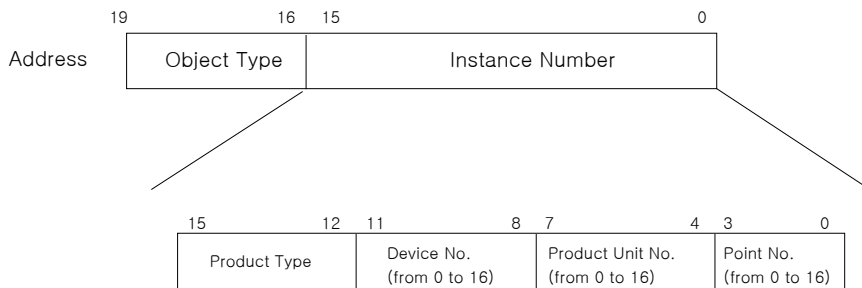 19 16 15 0
Address Object Type Instance Number
15 12 11 8 7 4 3 0
Product Type
Device No.
(from 0 to 16)
Product Unit No.
(from 0 to 16)
Point No.
(from 0 to 16)